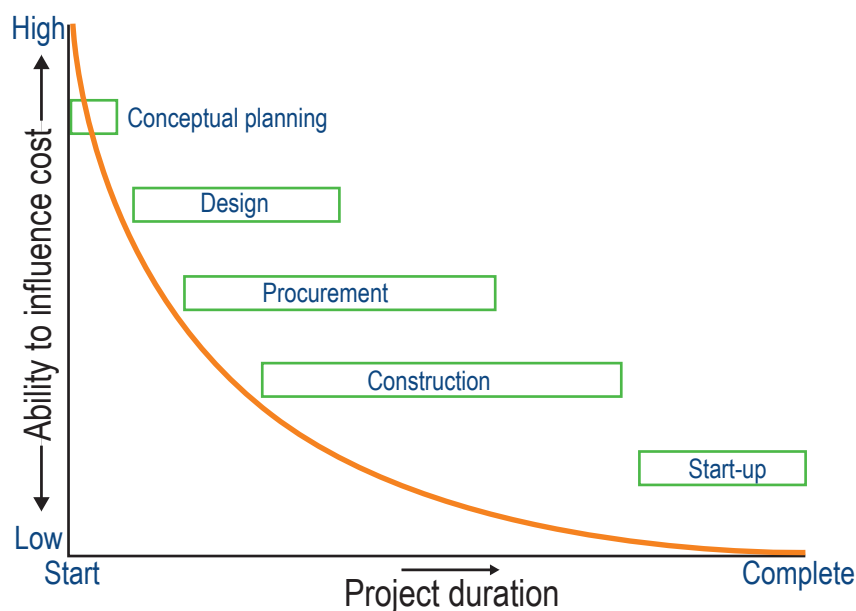 High
Ability to influence cost
Conceptual planning
Design
Procurement
Construction
Start-up
Low
Start
Complete
Project duration